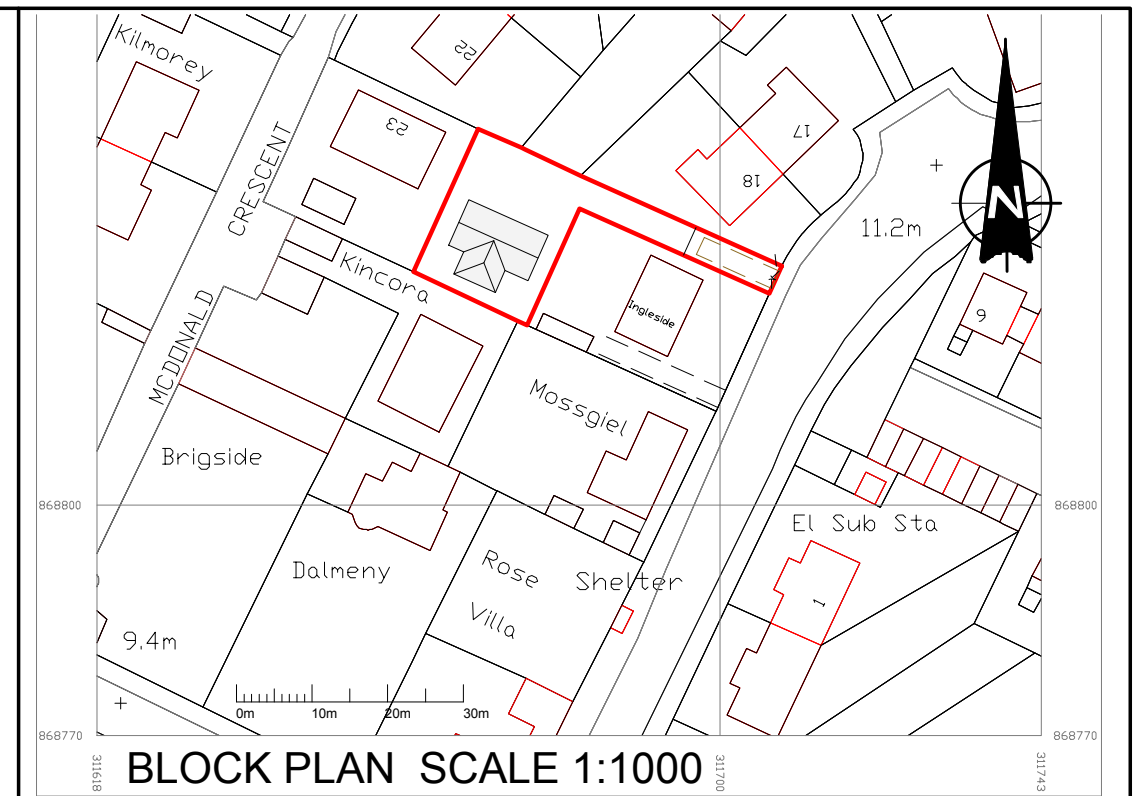 Kilmorey
22
23
17
18
CRESCENT
11.2m
N
Kincora
Ingleside
9
MCDONALD
Mossgiel
Brigside
868800
868800
El Sub Sta
Dalmeny
Rose
Villa
Shelter
1
9.4m
0m 10m 20m 30m
868770
868770
311618
311700
311743
BLOCK PLAN SCALE 1:1000